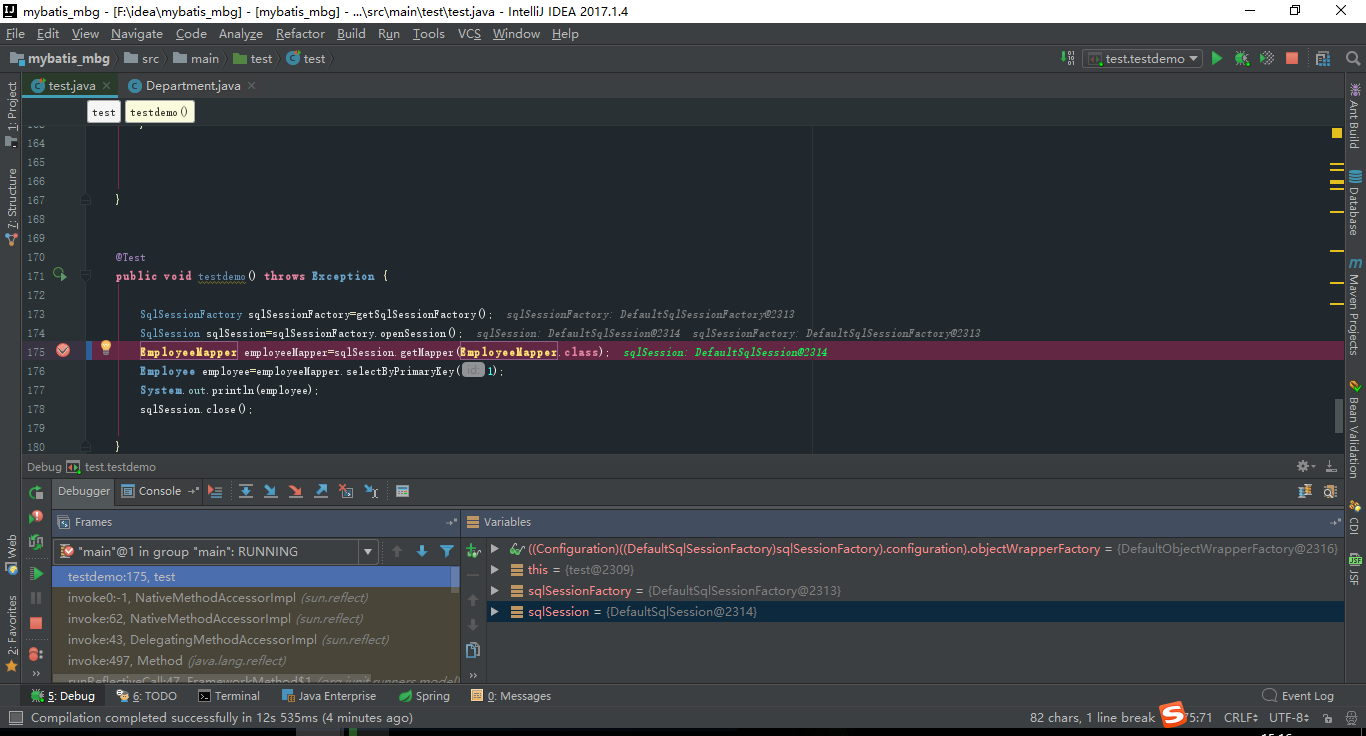 mybatis_mbg - [F:\idea\mybatis_mbg] - [mybatis_mbg] - ...\src\main\test\test.java - IntelliJ IDEA 2017.1.4
File Edit View Navigate Code Analyze Refactor Build Run Tools VCS Window Help
mybatis_mbg src main test test
test.testdemo
test.java Department.java
test testdemo()
1: Project
7: Structure
Web
2: Favorites
164
165
166
167 }
168
169
170 @Test
171 public void testdemo() throws Exception {
172
173 SqlSessionFactory sqlSessionFactory=getSqlSessionFactory(); sqlSessionFactory: DefaultSqlSessionFactory@2313
174 SqlSession sqlSession=sqlSessionFactory.openSession(); sqlSession: DefaultSqlSession@2314 sqlSessionFactory: DefaultSqlSessionFactory@2313
175 EmployeeMapper employeeMapper=sqlSession.getMapper(EmployeeMapper.class); sqlSession: DefaultSqlSession@2314
176 Employee employee=employeeMapper.selectByPrimaryKey( id: 1);
177 System.out.println(employee);
178 sqlSession.close();
179
180 }
Ant Build
Database
Maven Projects
Bean Validation
CDI
JSF
Debug test.testdemo
Debugger Console
Frames
"main"@1 in group "main": RUNNING
testdemo:175, test
invoke0:-1, NativeMethodAccessorImpl (sun.reflect)
invoke:62, NativeMethodAccessorImpl (sun.reflect)
invoke:43, DelegatingMethodAccessorImpl (sun.reflect)
invoke:497, Method (java.lang.reflect)
runReflectiveCall:47, FrameworkMethod$1 (org.junit.runners.model)
Variables
((Configuration)((DefaultSqlSessionFactory)sqlSessionFactory).configuration).objectWrapperFactory = {DefaultObjectWrapperFactory@2316}
this = {test@2309}
sqlSessionFactory = {DefaultSqlSessionFactory@2313}
sqlSession = {DefaultSqlSession@2314}
5: Debug 6: TODO Terminal Java Enterprise Spring 0: Messages Event Log
Compilation completed successfully in 12s 535ms (4 minutes ago) 82 chars, 1 line break 75:71 CRLF UTF-8